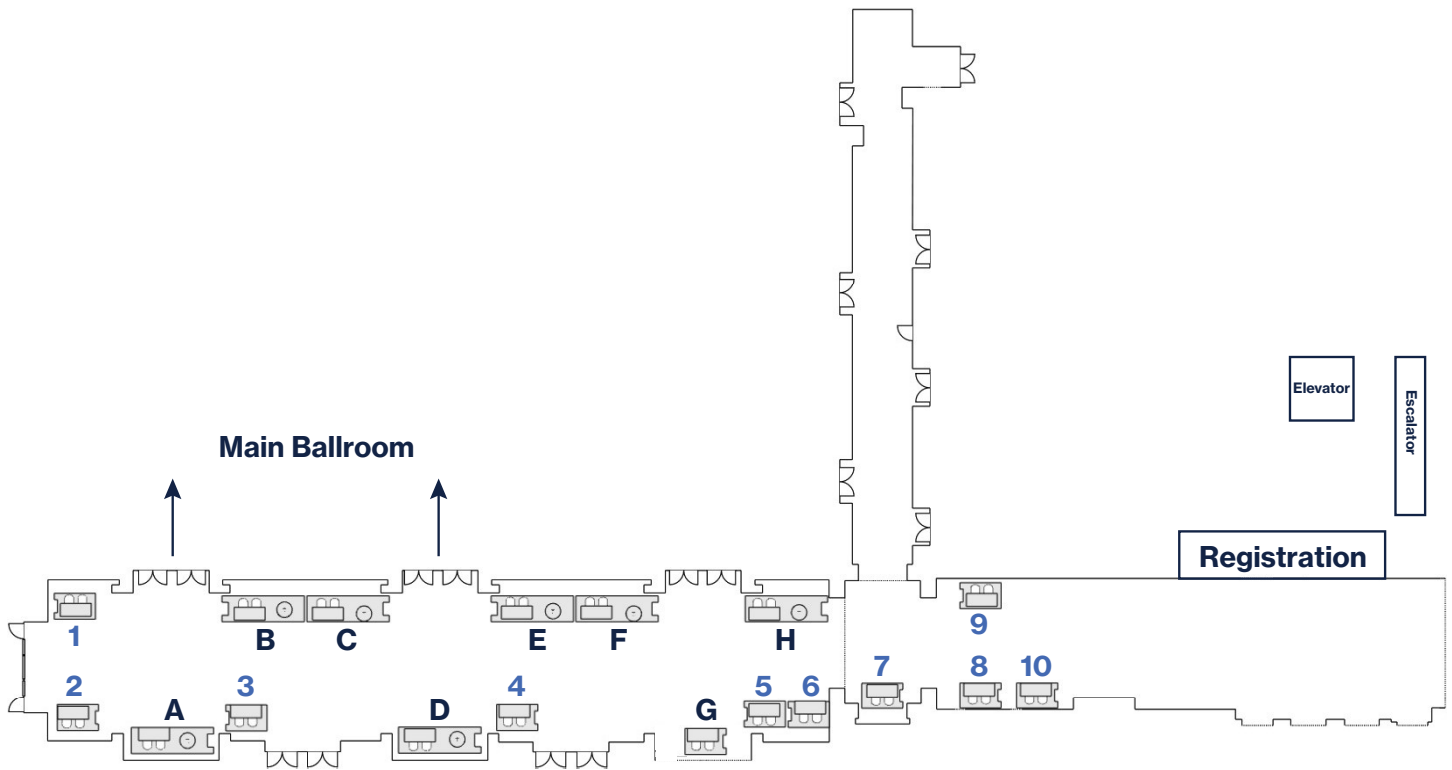 Elevator
Escalator
Main Ballroom
Registration
1
B
C
E
F
H
9
2
A
3
D
4
G
5
6
7
8
10